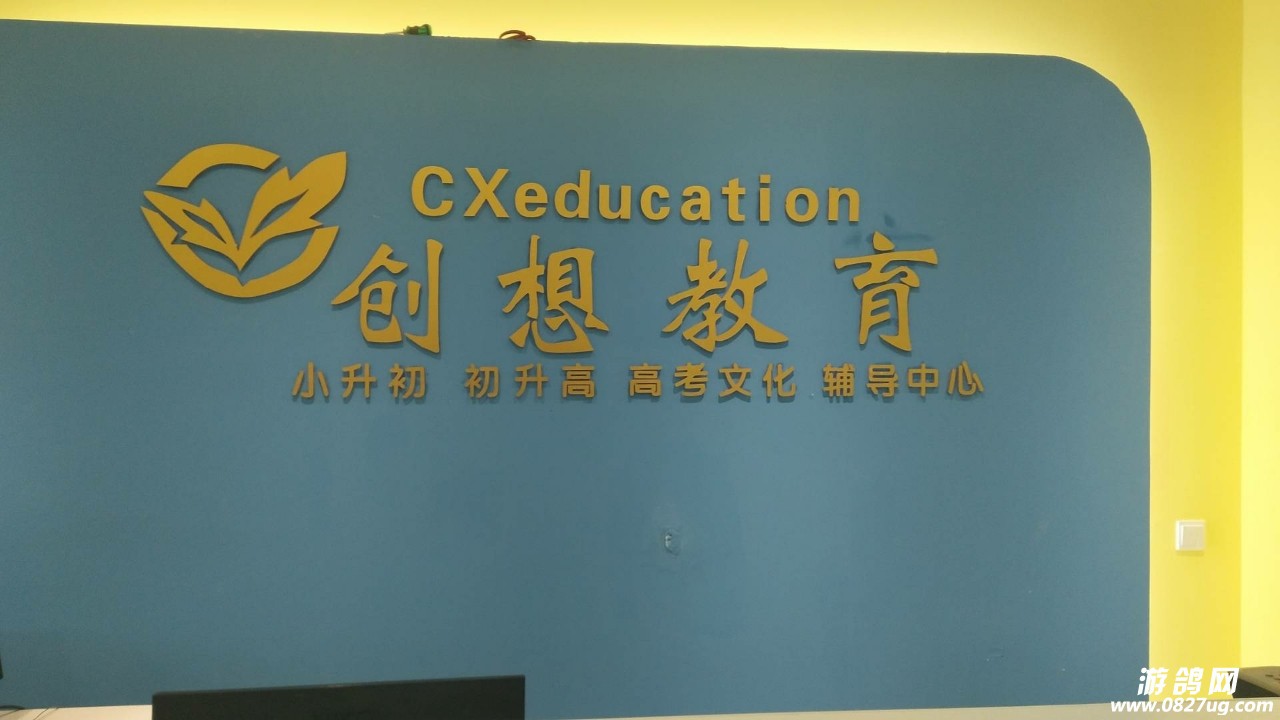 CXeducation
创想教育
小升初 初升高 高考文化 辅导中心
游鸽网
www.0827ug.com